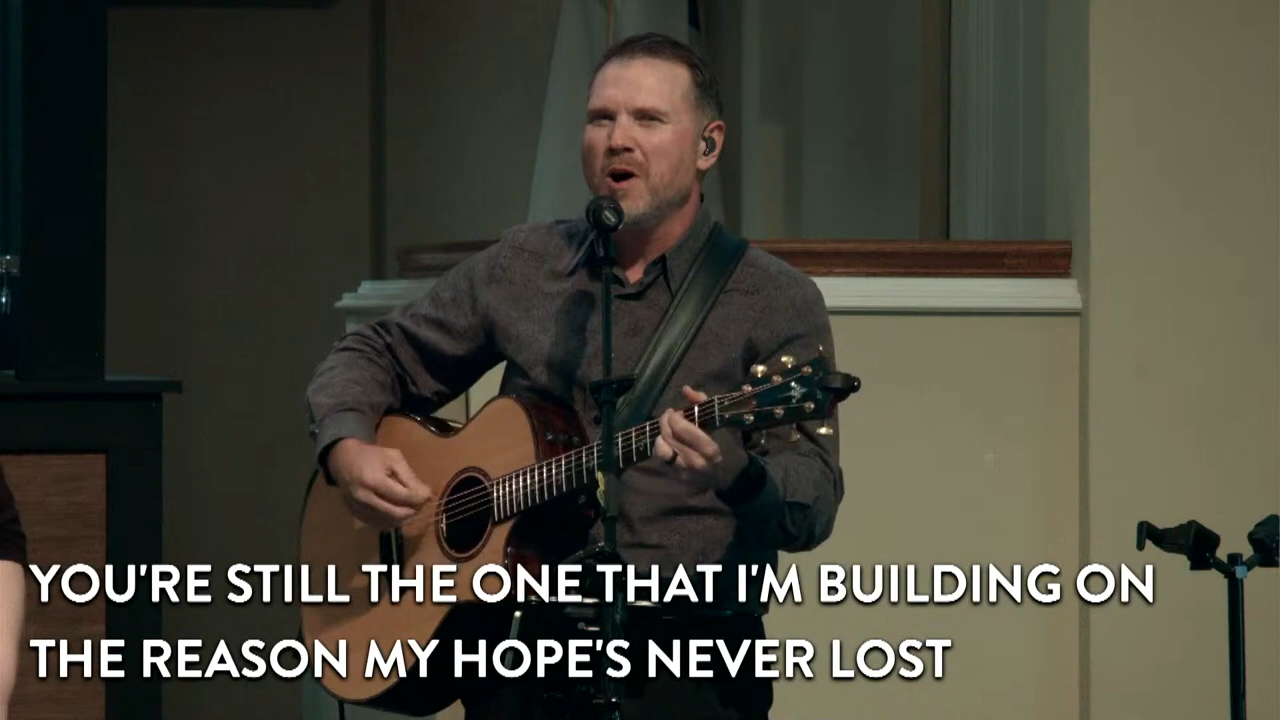 YOU'RE STILL THE ONE THAT I'M BUILDING ON
THE REASON MY HOPE'S NEVER LOST